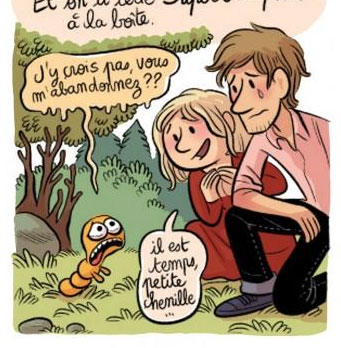 à la boîte.
J'y crois pas, vous
m'abandonnez??
il est
temps,
petite
chenille
...